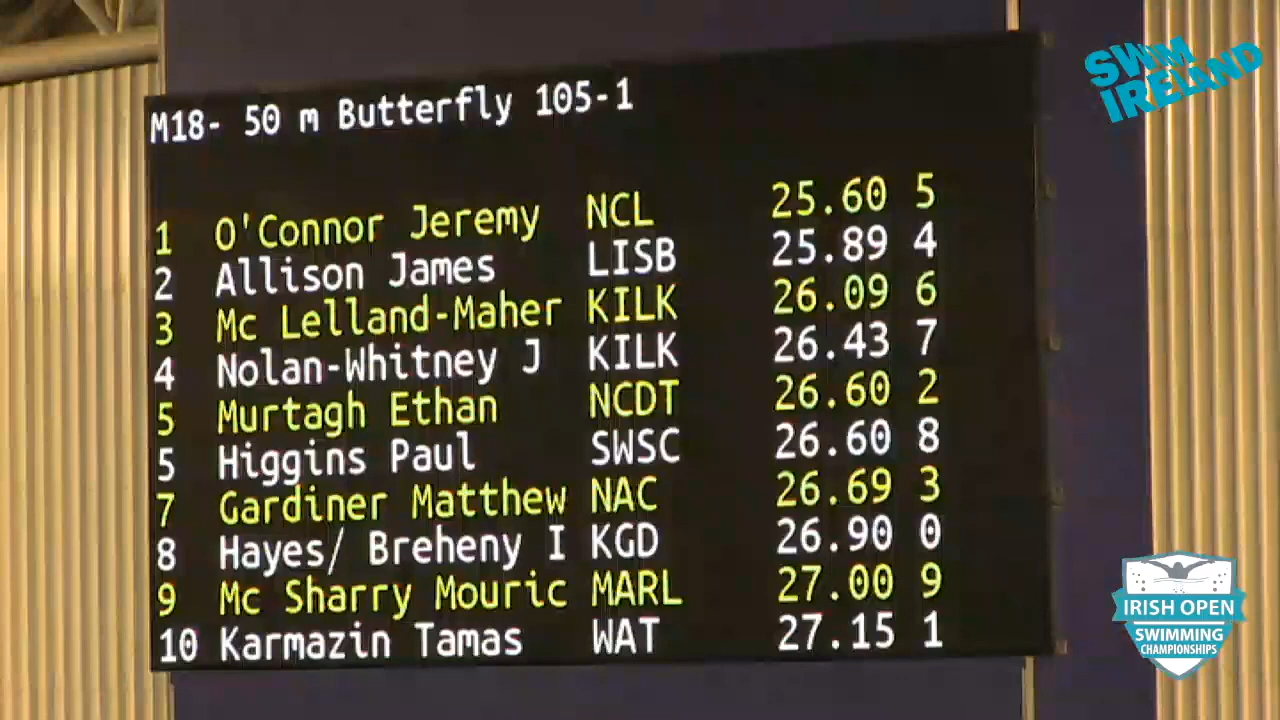 SWIM
IRELAND
M18- 50 m Butterfly 105-1
1 O'Connor Jeremy NCL 25.60 5
2 Allison James LISB 25.89 4
3 Mc Lelland-Maher KILK 26.09 6
4 Nolan-Whitney J KILK 26.43 7
5 Murtagh Ethan NCDT 26.60 2
5 Higgins Paul SWSC 26.60 8
7 Gardiner Matthew NAC 26.69 3
8 Hayes/ Breheny I KGD 26.90 0
9 Mc Sharry Mouric MARL 27.00 9
10 Karmazin Tamas WAT 27.15 1
IRISH OPEN
SWIMMING
CHAMPIONSHIPS